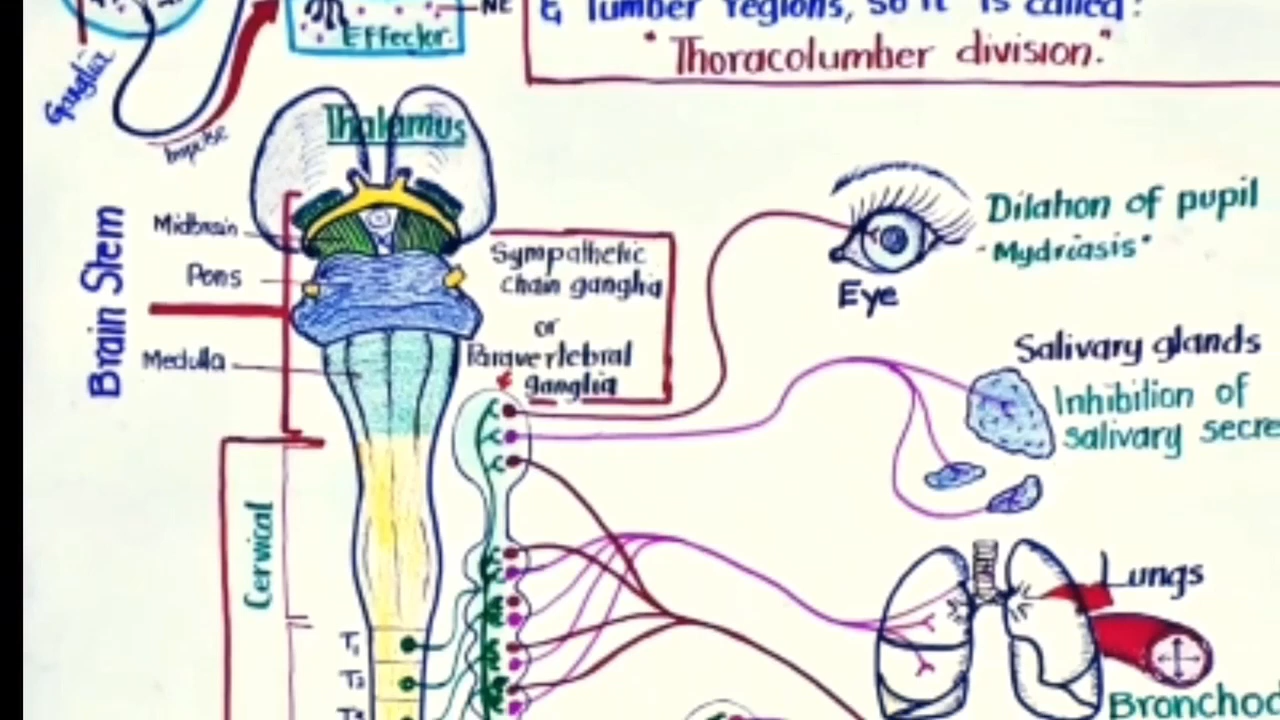 NE
Effector.
Ganglia
Impulse
& lumber regions, so it is called:
"Thoracolumber division."
Thalamus
Brain Stem
Midbrain
Pons
Medulla
Sympathetic
chain ganglia
or
Paravertebral
ganglia
Dilation of pupil
- Mydriasis"
Eye
Salivary glands
Inhibition of
salivary secre
Cervical
Lungs
Bronchod
T1
T2